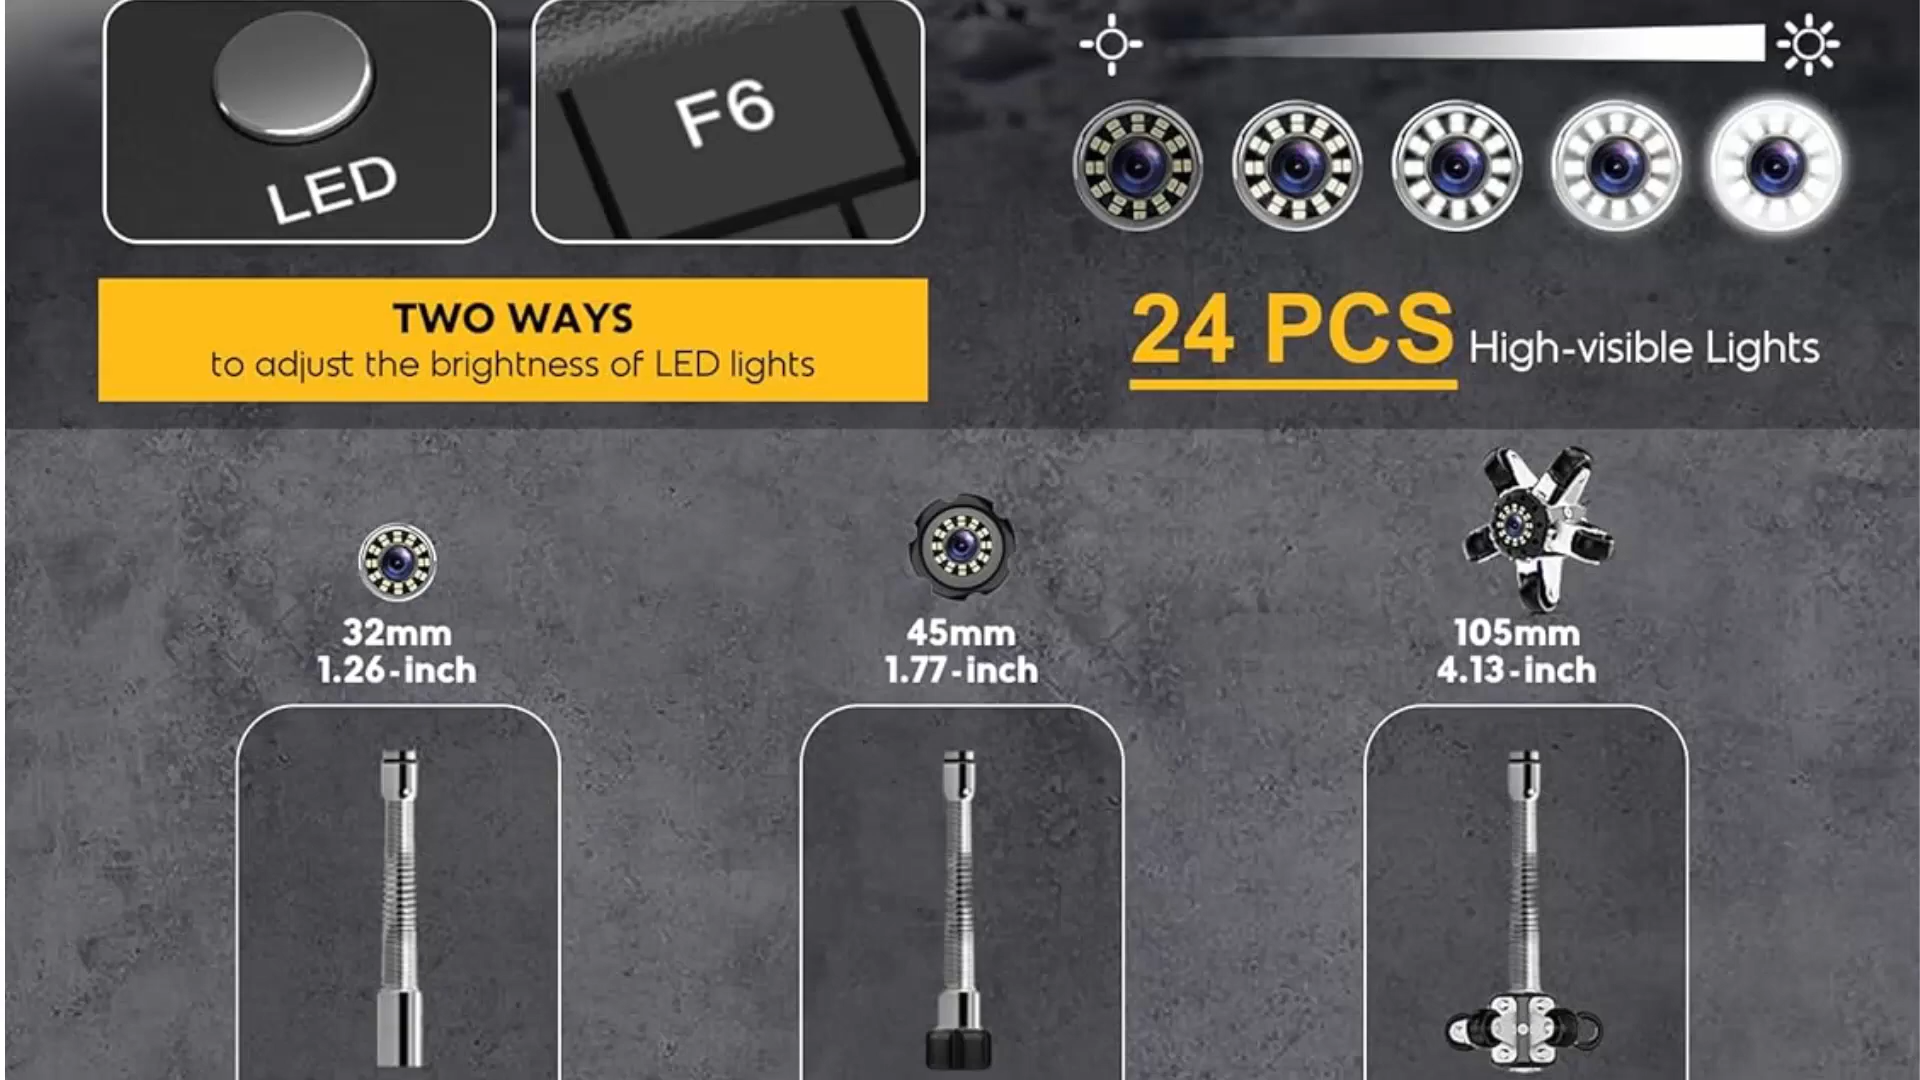 LED
F6
TWO WAYS
to adjust the brightness of LED lights
24 PCS High-visible Lights
32mm
1.26-inch
45mm
1.77-inch
105mm
4.13-inch